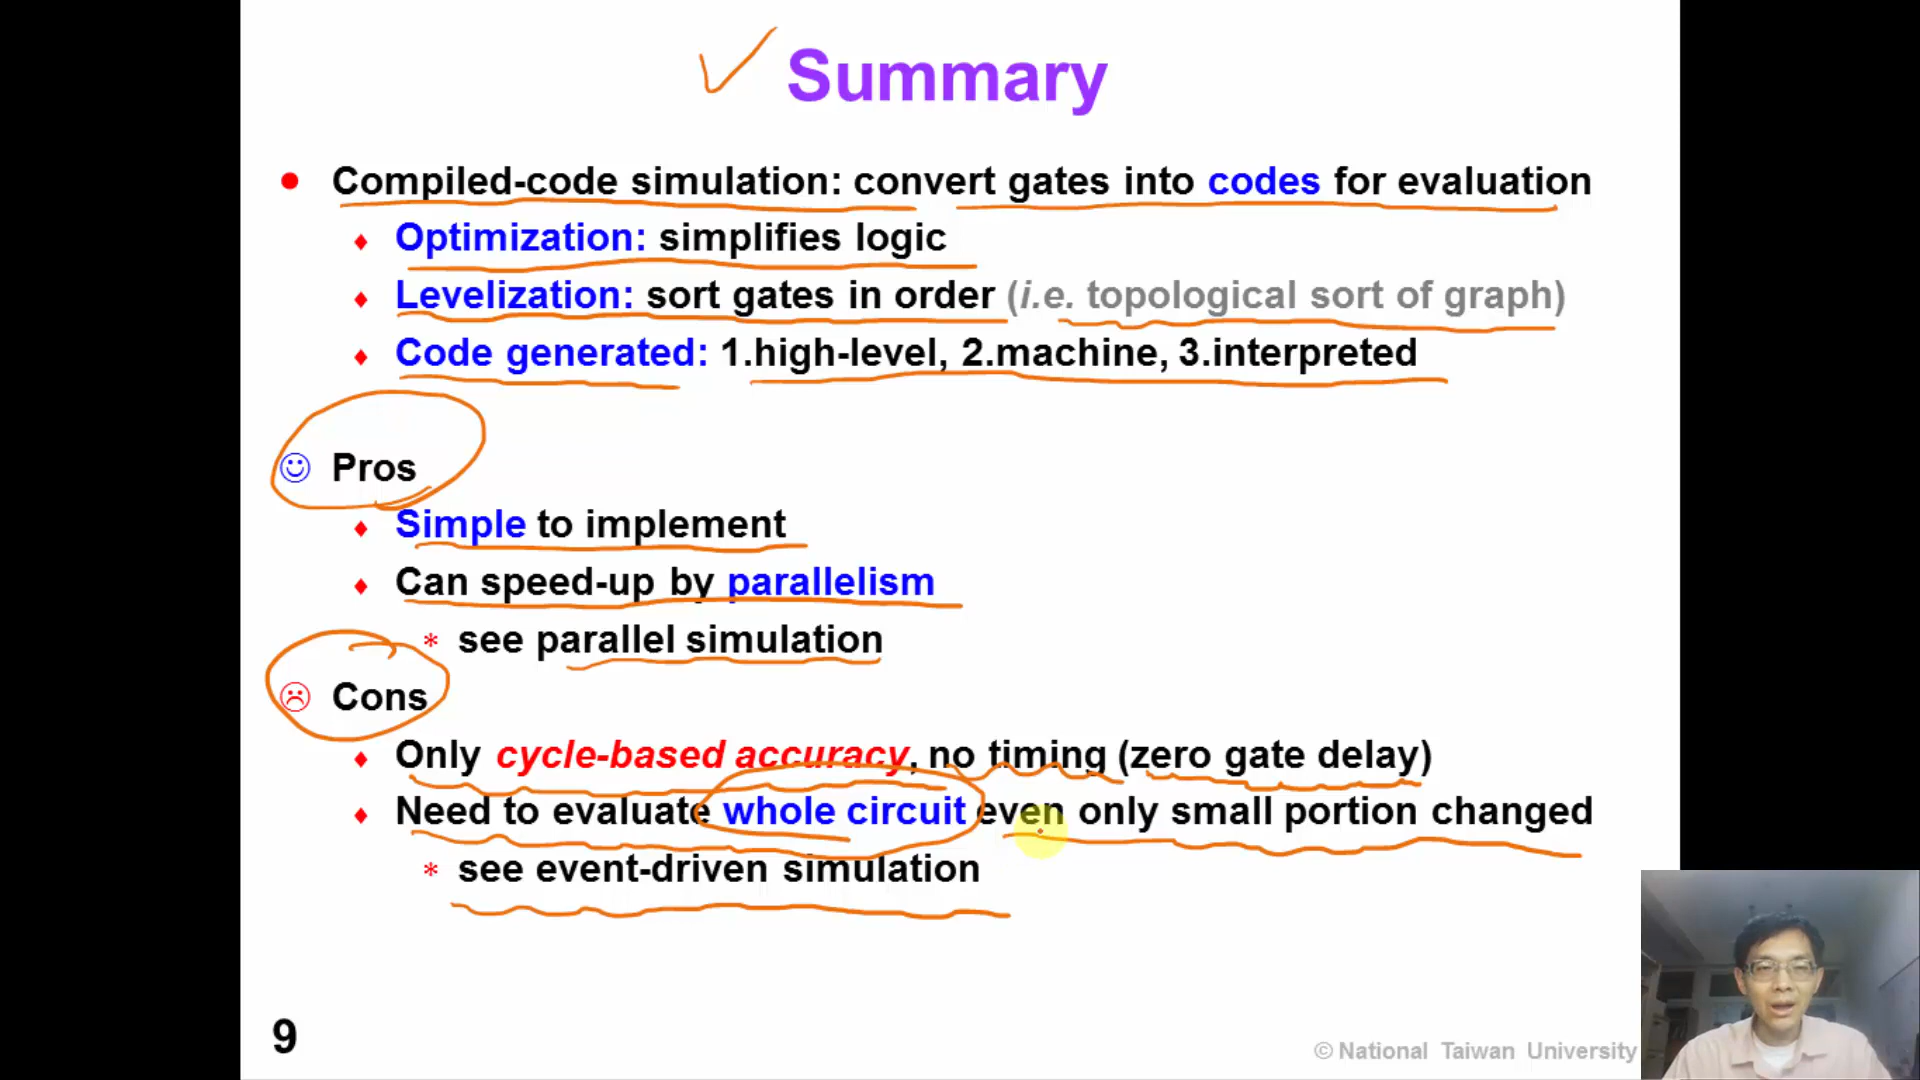 Summary
Compiled-code simulation: convert gates into codes for evaluation
Optimization: simplifies logic
Levelization: sort gates in order (i.e. topological sort of graph)
Code generated: 1.high-level, 2.machine, 3.interpreted
Pros
Simple to implement
Can speed-up by parallelism
* see parallel simulation
Cons
Only cycle-based accuracy, no timing (zero gate delay)
Need to evaluate whole circuit even only small portion changed
* see event-driven simulation
9
© National Taiwan University